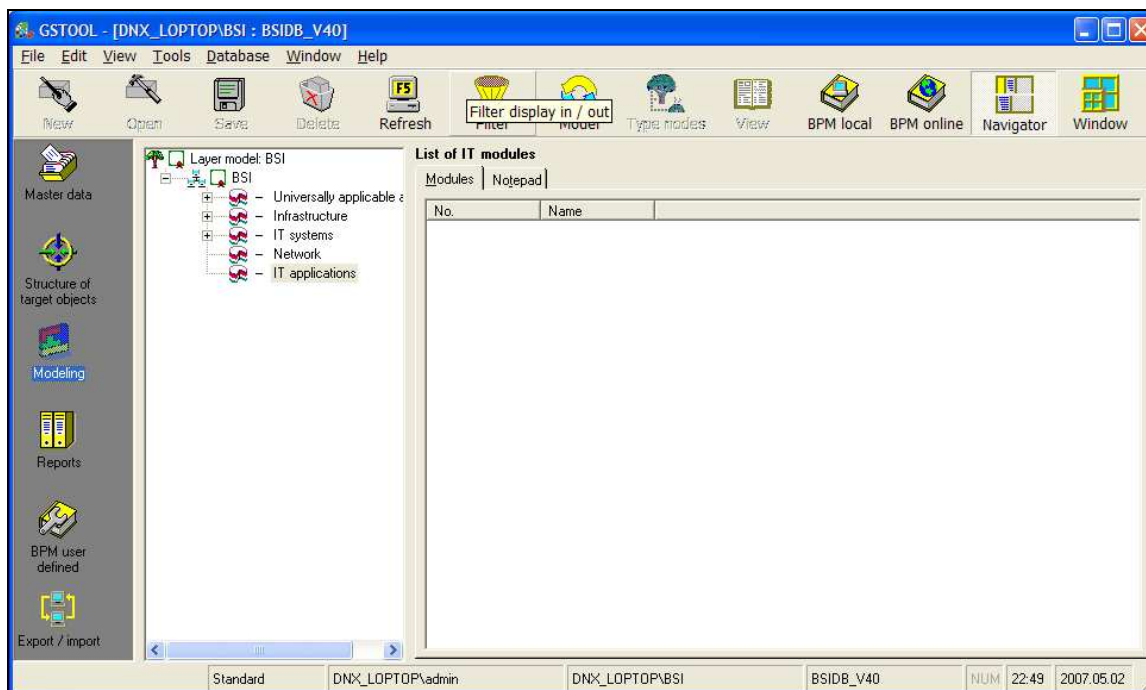 GSTOOL - [DNX_LOPTOP\BSI : BSIDB_V40]
File Edit View Tools Database Window Help
F5
New Open Save Delete Refresh Filter Model Type nodes View BPM local BPM online Navigator Window
Filter display in / out
Master data
Structure of
target objects
Modeling
Reports
BPM user
defined
Export / import
Layer model: BSI
BSI
Universally applicable
Infrastructure
IT systems
Network
IT applications
List of IT modules
Modules Notepad
No. Name
Standard DNX_LOPTOP\admin DNX_LOPTOP\BSI BSIDB_V40 NUM 22:49 2007.05.02